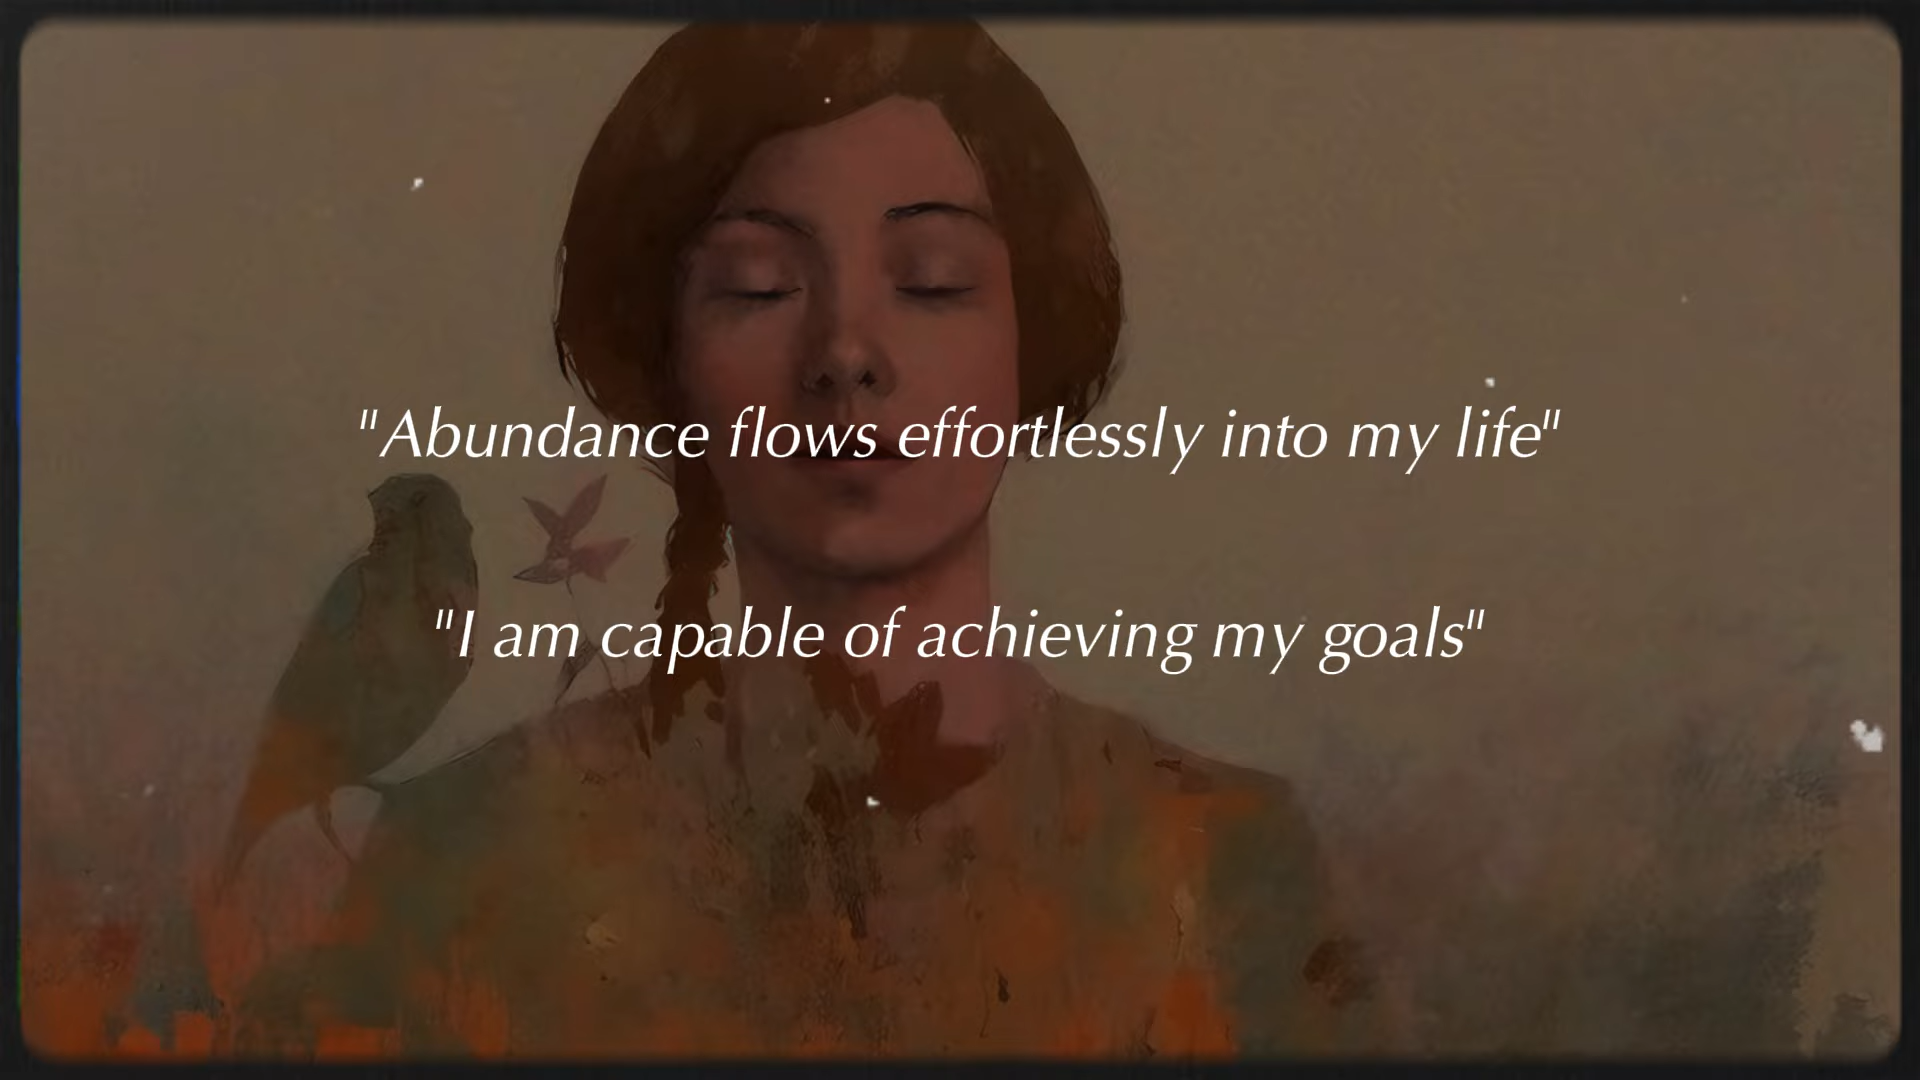 "Abundance flows effortlessly into my life"
"I am capable of achieving my goals"